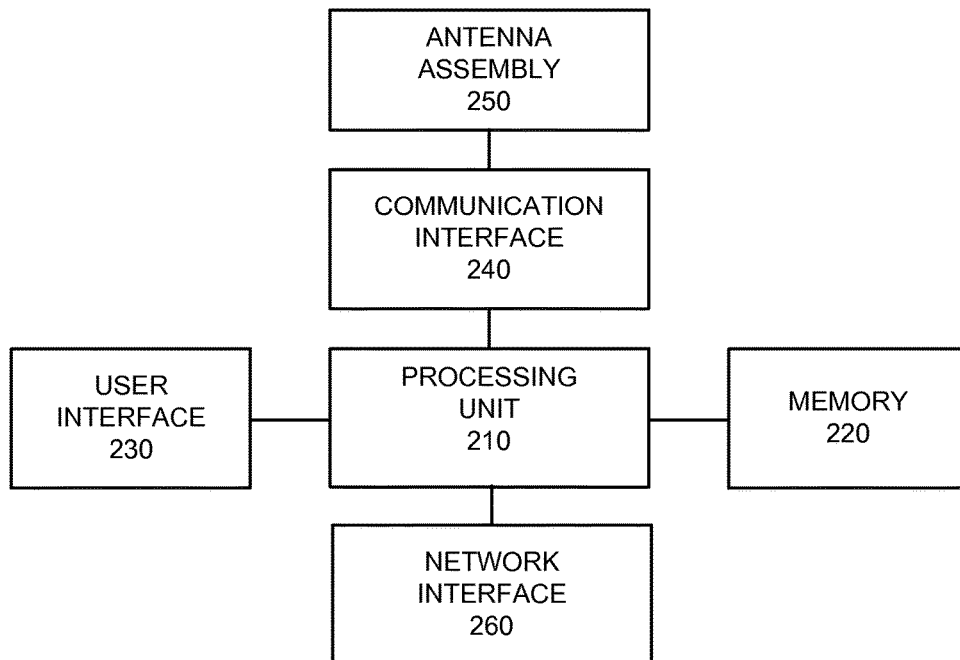 ANTENNA
ASSEMBLY
250
COMMUNICATION
INTERFACE
240
USER
INTERFACE
230
PROCESSING
UNIT
210
MEMORY
220
NETWORK
INTERFACE
260